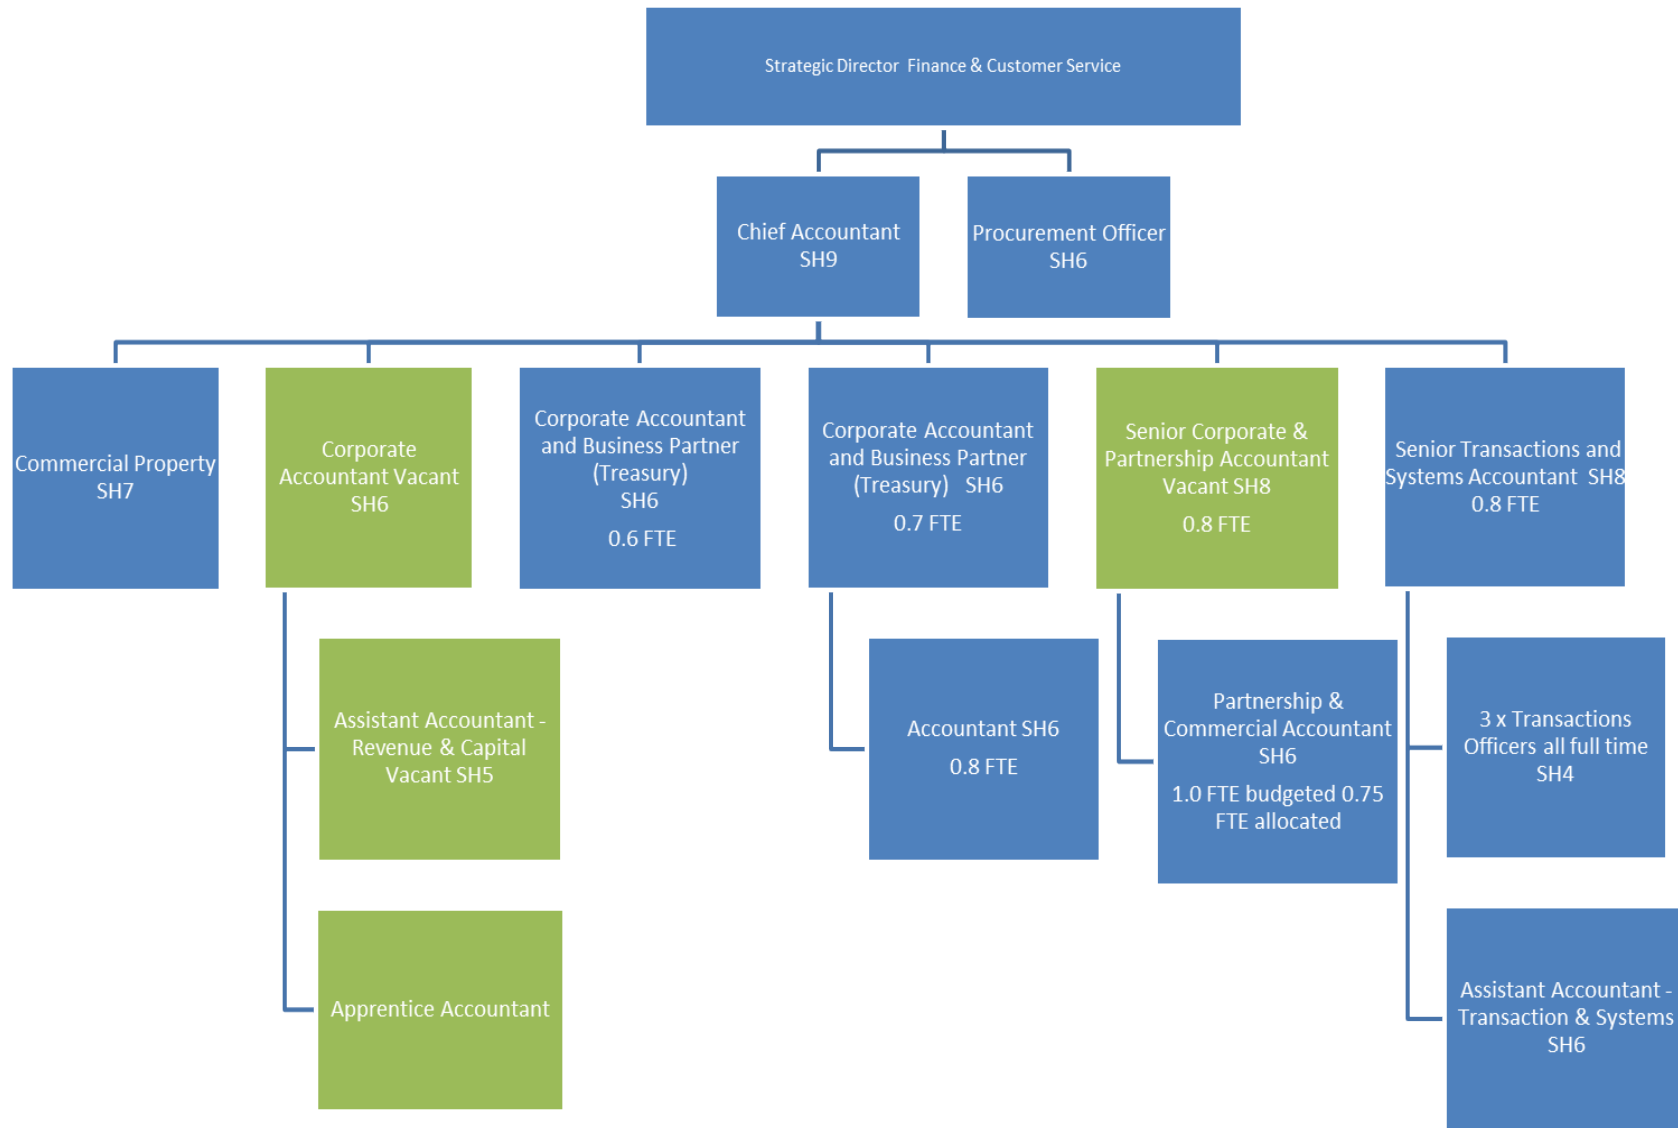 Strategic Director Finance & Customer Service
Chief Accountant
SH9
Procurement Officer
SH6
Commercial Property
SH7
Corporate
Accountant Vacant
SH6
Corporate Accountant
and Business Partner
(Treasury)
SH6
0.6 FTE
Corporate Accountant
and Business Partner
(Treasury) SH6
0.7 FTE
Senior Corporate &
Partnership Accountant
Vacant SH8
0.8 FTE
Senior Transactions and
Systems Accountant SH8
0.8 FTE
Assistant Accountant -
Revenue & Capital
Vacant SH5
Accountant SH6
0.8 FTE
Partnership &
Commercial Accountant
SH6
1.0 FTE budgeted 0.75
FTE allocated
3 x Transactions
Officers all full time
SH4
Apprentice Accountant
Assistant Accountant -
Transaction & Systems
SH6